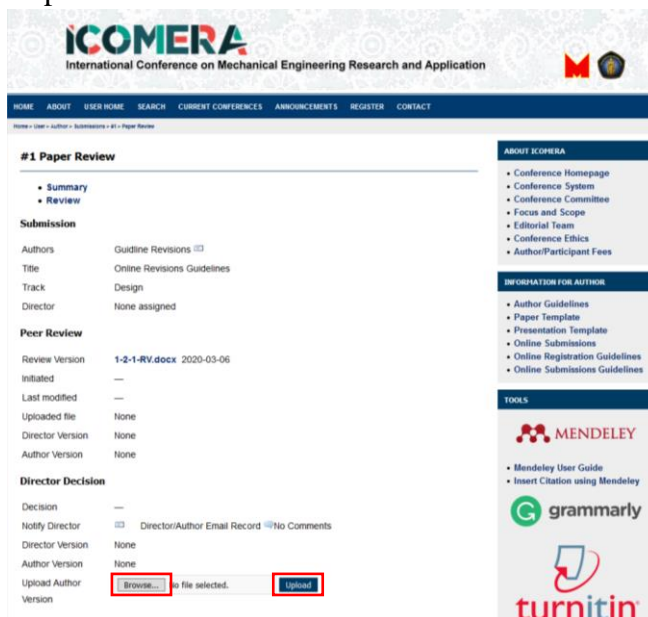 iCOMERA
International Conference on Mechanical Engineering Research and Application
HOME ABOUT USER HOME SEARCH CURRENT CONFERENCES ANNOUNCEMENTS REGISTER CONTACT
Home > User > Author > Submissions > #1 > Paper Review
#1 Paper Review
• Summary
• Review
Submission
Authors Guidline Revisions
Title Online Revisions Guidelines
Track Design
Director None assigned
Peer Review
Review Version 1-2-1-RV.docx 2020-03-06
Initiated —
Last modified —
Uploaded file None
Director Version None
Author Version None
Director Decision
Decision —
Notify Director Director/Author Email Record No Comments
Director Version None
Author Version None
Upload Author Version Browse... No file selected. Upload
ABOUT ICOMERA
• Conference Homepage
• Conference System
• Conference Committee
• Focus and Scope
• Editorial Team
• Conference Ethics
• Author/Participant Fees
INFORMATION FOR AUTHOR
• Author Guidelines
• Paper Template
• Presentation Template
• Online Submissions
• Online Registration Guidelines
• Online Submissions Guidelines
TOOLS
MENDELEY
• Mendeley User Guide
• Insert Citation using Mendeley
grammarly
turnitin